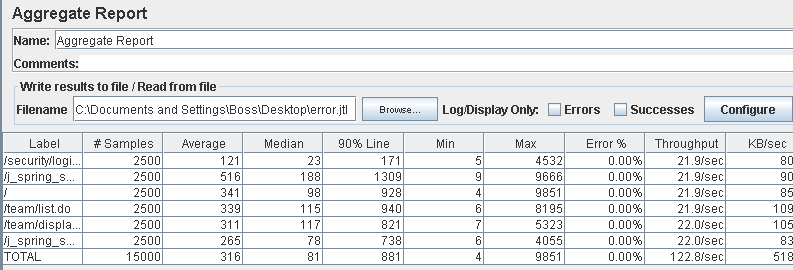 Aggregate Report
Name: Aggregate Report
Comments:
Write results to file / Read from file
Filename C:\Documents and Settings\Boss\Desktop\error.jtl Browse... Log/Display Only: Errors Successes Configure
Label # Samples Average Median 90% Line Min Max Error % Throughput KB/sec
/security/logi... 2500 121 23 171 5 4532 0.00% 21.9/sec 80
/j_spring_s... 2500 516 188 1309 9 9666 0.00% 21.9/sec 90
/ 2500 341 98 928 4 9851 0.00% 21.9/sec 85
/team/list.do 2500 339 115 940 6 8195 0.00% 21.9/sec 109
/team/displa... 2500 311 117 821 7 5323 0.00% 22.0/sec 105
/j_spring_s... 2500 265 78 738 6 4055 0.00% 22.0/sec 83
TOTAL 15000 316 81 881 4 9851 0.00% 122.8/sec 518